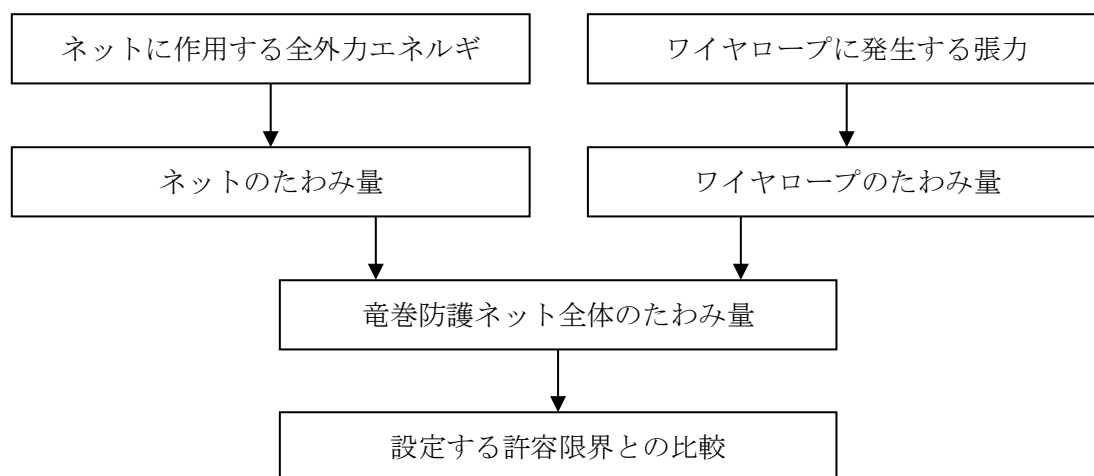 ネットに作用する全外力エネルギ
ワイヤロープに発生する張力
ネットのたわみ量
ワイヤロープのたわみ量
竜巻防護ネット全体のたわみ量
設定する許容限界との比較